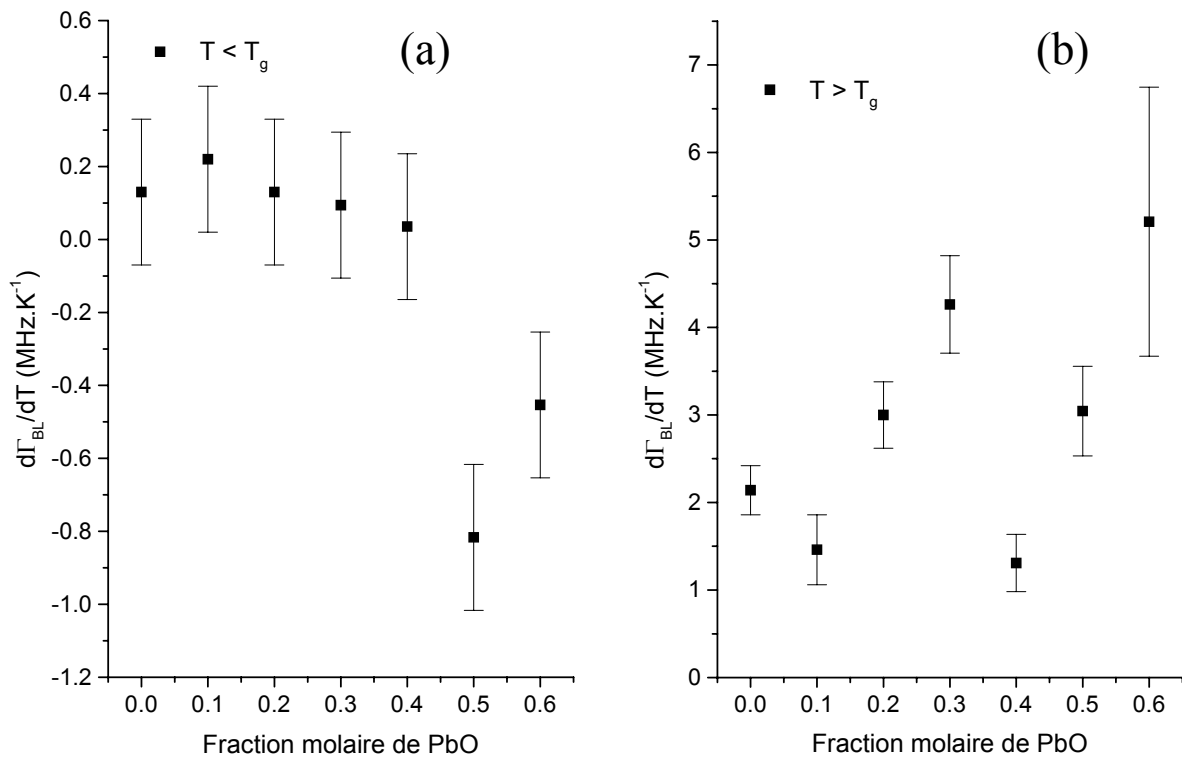 (a)
T < Tg
0.6
0.4
0.2
0.0
-0.2
-0.4
-0.6
-0.8
-1.0
-1.2
dΓBL/dT (MHz.K-1)
0.0 0.1 0.2 0.3 0.4 0.5 0.6
Fraction molaire de PbO
(b)
T > Tg
7
6
5
4
3
2
1
0
dΓBL/dT (MHz.K-1)
0.0 0.1 0.2 0.3 0.4 0.5 0.6
Fraction molaire de PbO